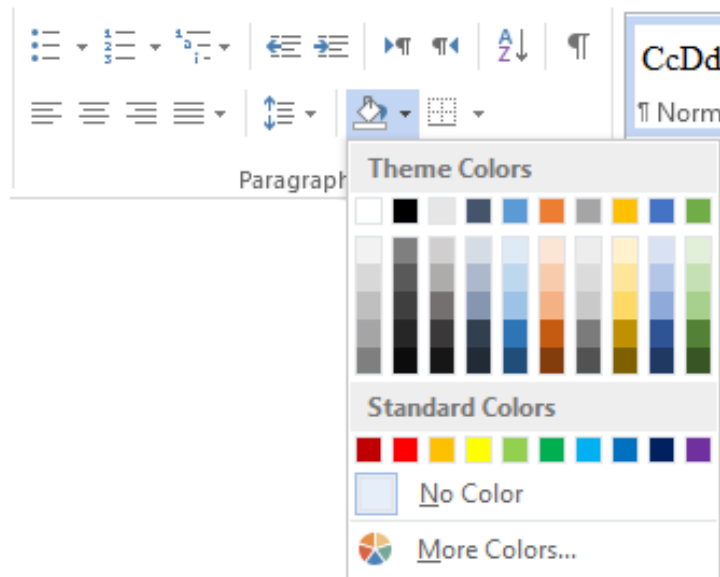 CcDd
¶ Norm
Paragraph
Theme Colors
Standard Colors
No Color
More Colors...